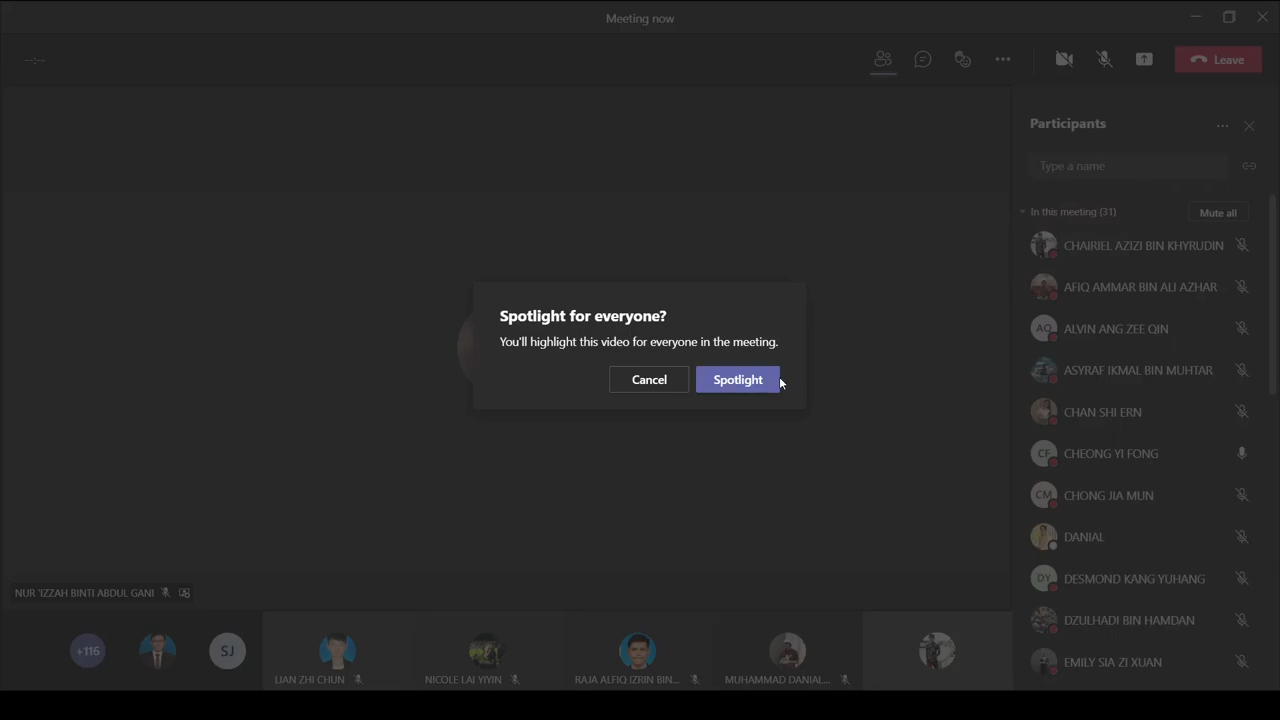 Meeting now
--:--
Leave
Participants
Type a name
In this meeting (31)
Mute all
CHAIRIEL AZIZI BIN KHYRUDIN
AFIQ AMMAR BIN ALI AZHAR
AQ
ALVIN ANG ZEE QIN
ASYRAF IKMAL BIN MUHTAR
CHAN SHI ERN
CF
CHEONG YI FONG
CM
CHONG JIA MUN
DANIAL
DY
DESMOND KANG YUHANG
DZULHADI BIN HAMDAN
EMILY SIA ZI XUAN
Spotlight for everyone?
You'll highlight this video for everyone in the meeting.
Cancel
Spotlight
NUR 'IZZAH BINTI ABDUL GANI
+116
SJ
LIAN ZHI CHUN
NICOLE LAI YIYIN
RAJA ALFIQ IZRIN BIN...
MUHAMMAD DANIAL...